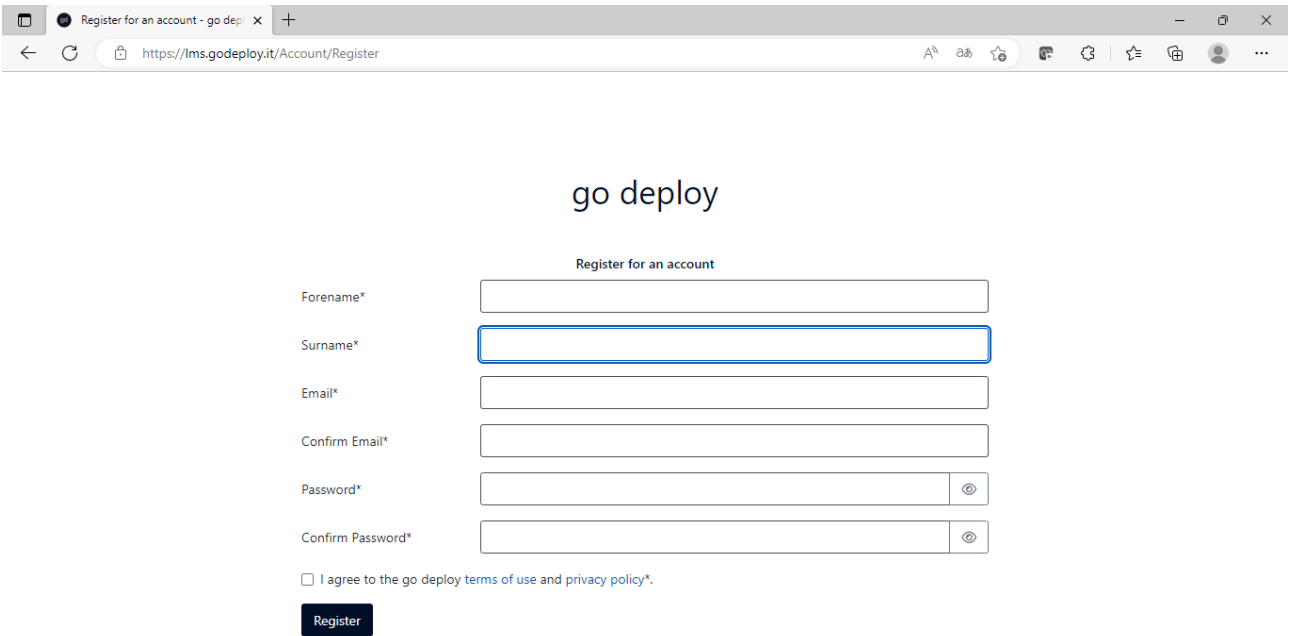 Register for an account - go dep
https://lms.godeploy.it/Account/Register
go deploy
Register for an account
Forename*
Surname*
Email*
Confirm Email*
Password*
Confirm Password*
I agree to the go deploy terms of use and privacy policy*.
Register